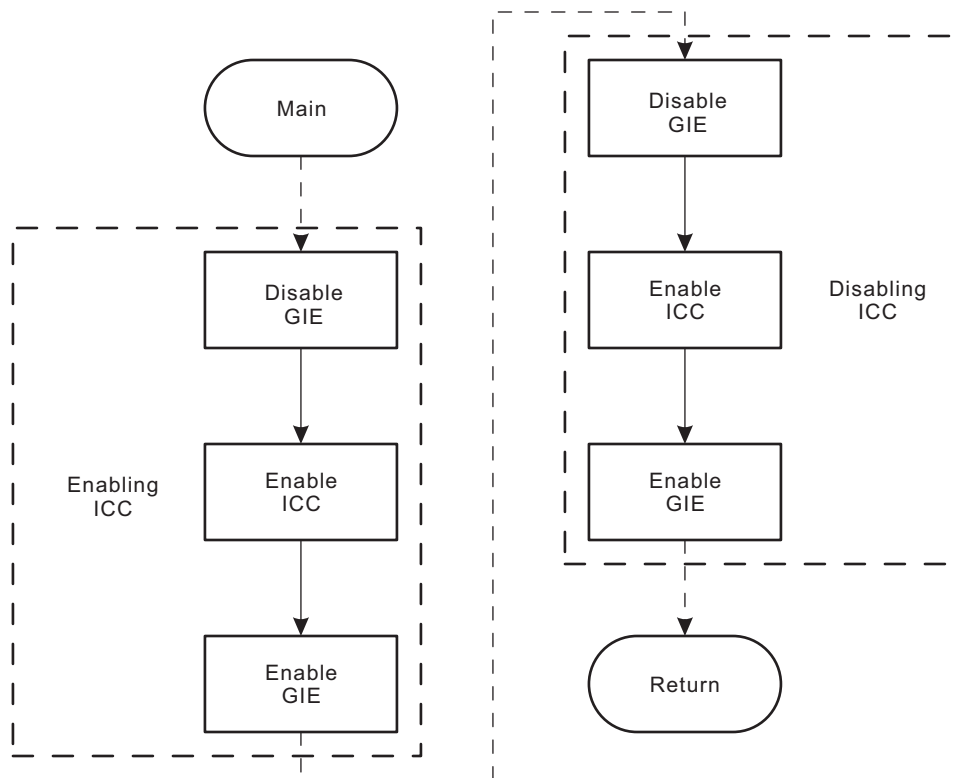 Main
Disable
GIE
Enabling
ICC
Enable
ICC
Enable
GIE
Disable
GIE
Enable
ICC
Disabling
ICC
Enable
GIE
Return